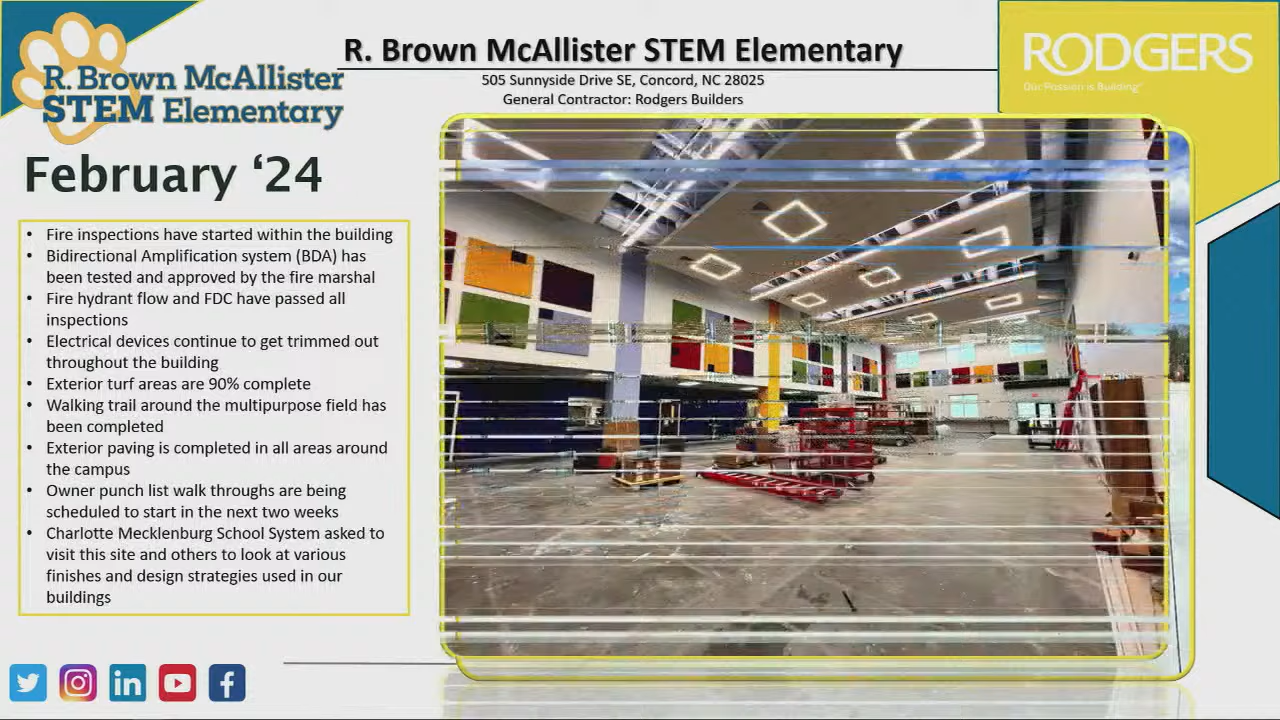 R. Brown McAllister
STEM Elementary
R. Brown McAllister STEM Elementary
505 Sunnyside Drive SE, Concord, NC 28025
General Contractor: Rodgers Builders
RODGERS
Our Passion is Building
February ‘24
• Fire inspections have started within the building
• Bidirectional Amplification system (BDA) has
been tested and approved by the fire marshal
• Fire hydrant flow and FDC have passed all
inspections
• Electrical devices continue to get trimmed out
throughout the building
• Exterior turf areas are 90% complete
• Walking trail around the multipurpose field has
been completed
• Exterior paving is completed in all areas around
the campus
• Owner punch list walk throughs are being
scheduled to start in the next two weeks
• Charlotte Mecklenburg School System asked to
visit this site and others to look at various
finishes and design strategies used in our
buildings